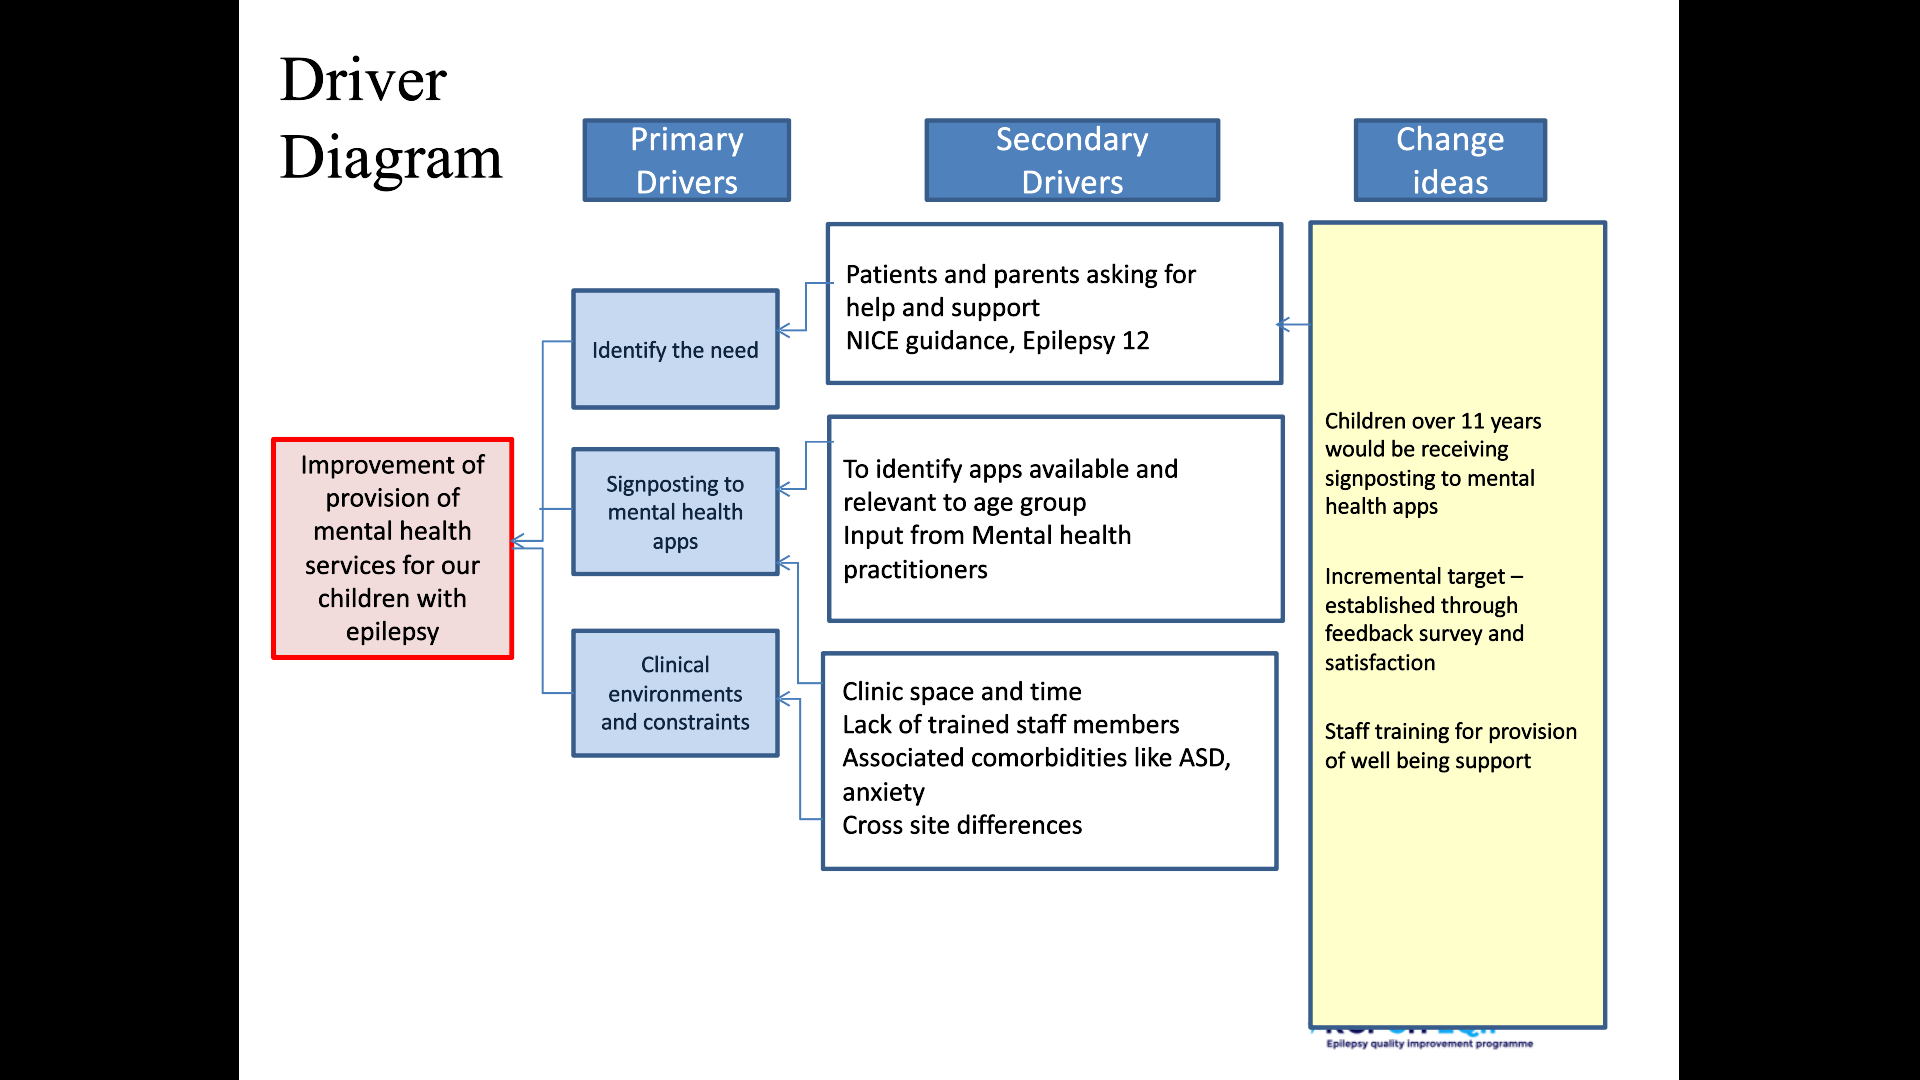 Driver
Diagram
Primary
Drivers
Secondary
Drivers
Change
ideas
Improvement of
provision of
mental health
services for our
children with
epilepsy
Identify the need
Signposting to
mental health
apps
Clinical
environments
and constraints
Patients and parents asking for
help and support
NICE guidance, Epilepsy 12
To identify apps available and
relevant to age group
Input from Mental health
practitioners
Clinic space and time
Lack of trained staff members
Associated comorbidities like ASD,
anxiety
Cross site differences
Children over 11 years
would be receiving
signposting to mental
health apps
Incremental target –
established through
feedback survey and
satisfaction
Staff training for provision
of well being support
Epilepsy quality improvement programme